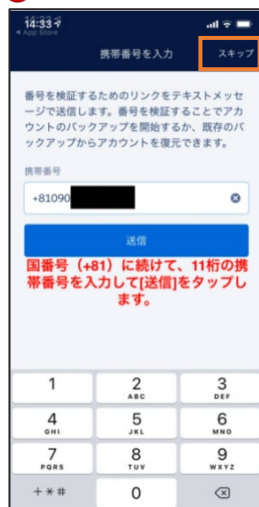 14:33
◀ App Store
携帯番号を入力 スキップ
番号を検証するためのリンクをテキストメッセ
ージで送信します。番号を検証することでアカ
ウントのバックアップを開始するか、既存のバ
ックアップからアカウントを復元できます。
携帯番号
+81090
送信
国番号（+81）に続けて、11桁の携
帯番号を入力して[送信]をタップし
ます。
1 2 3
ABC DEF
4 5 6
GHI JKL MNO
7 8 9
PQRS TUV WXYZ
+*# 0